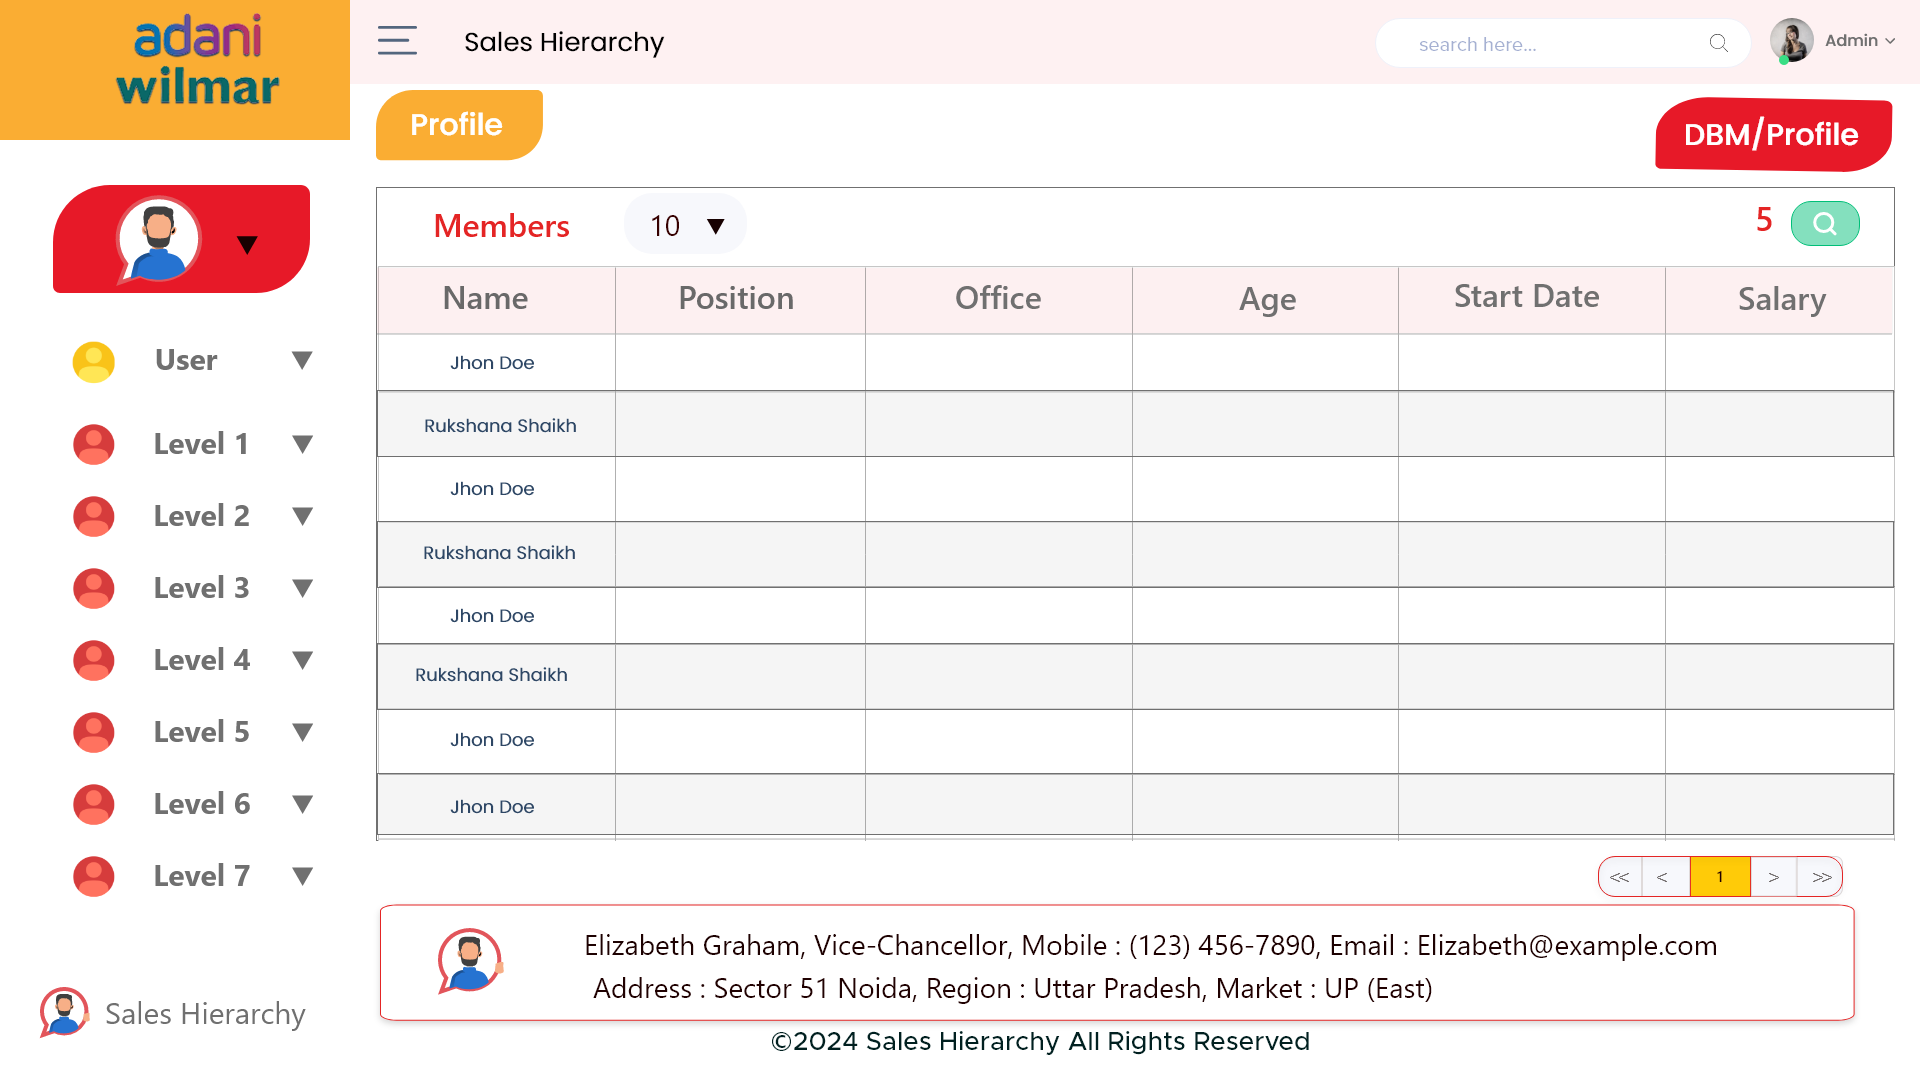 adani
wilmar
Sales Hierarchy
search here...
Admin
Profile
DBM/Profile
Members
10
5
Name Position Office Age Start Date Salary
Jhon Doe
Rukshana Shaikh
Jhon Doe
Rukshana Shaikh
Jhon Doe
Rukshana Shaikh
Jhon Doe
Jhon Doe
User
Level 1
Level 2
Level 3
Level 4
Level 5
Level 6
Level 7
Sales Hierarchy
<< < 1 > >>
Elizabeth Graham, Vice-Chancellor, Mobile : (123) 456-7890, Email : Elizabeth@example.com
Address : Sector 51 Noida, Region : Uttar Pradesh, Market : UP (East)
©2024 Sales Hierarchy All Rights Reserved